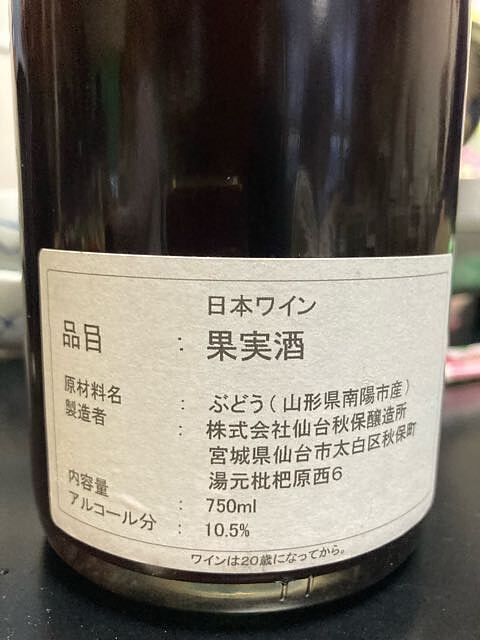 日本ワイン
品目 : 果実酒
原材料名 : ぶどう(山形県南陽市産)
製造者 : 株式会社仙台秋保醸造所
宮城県仙台市太白区秋保町
湯元枇杷原西6
内容量 : 750ml
アルコール分 : 10.5%
ワインは20歳になってから。